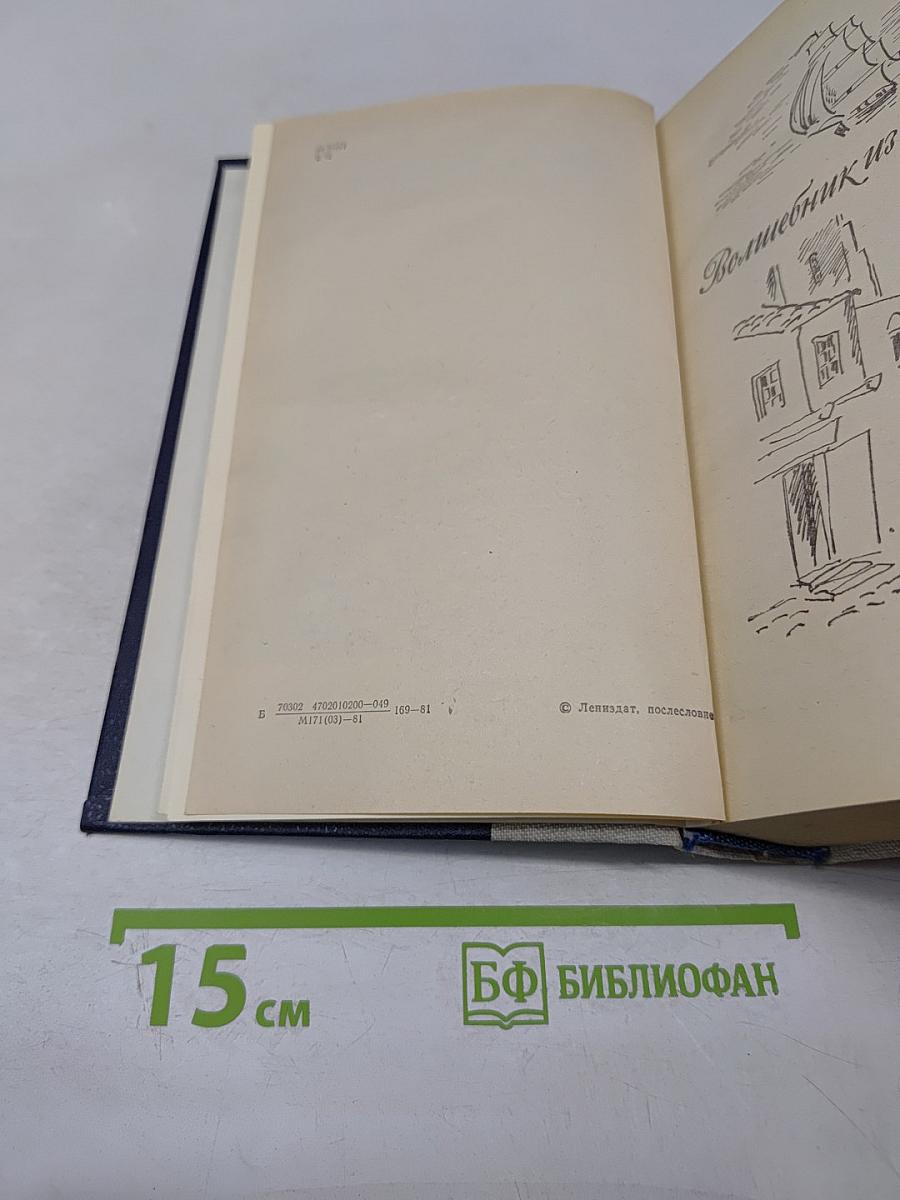 Волшебник из
Б 70302 4702010200—049 169—81
М171(03)—81
© Лениздат, послесловие
15 см
БФ БИБЛИОФАН